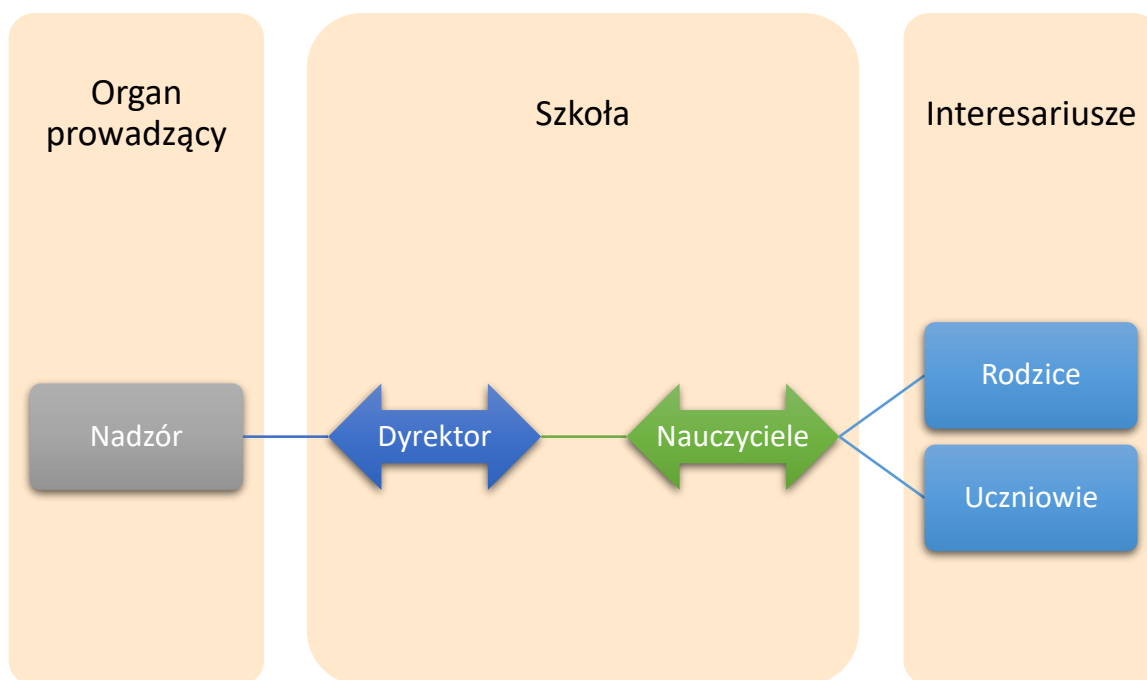 Organ
prowadzący
Szkoła
Interesariusze
Nadzór
Dyrektor
Nauczyciele
Rodzice
Uczniowie